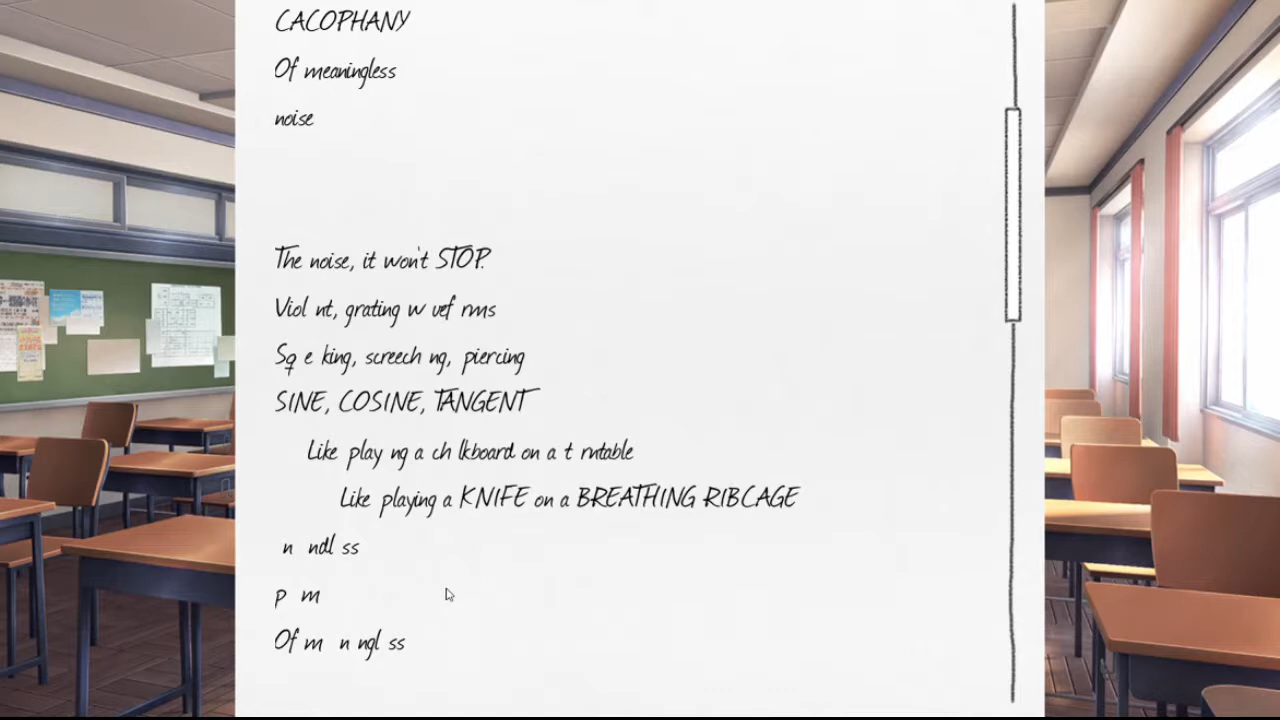 CACOPHANY
Of meaningless
noise
The noise, it won't STOP.
Viol nt, grating w vef rms
Sq e king, screech ng, piercing
SINE, COSINE, TANGENT
Like play ng a ch lkboard on a t rntable
Like playing a KNIFE on a BREATHING RIBCAGE
n ndl ss
p m
Of m n ngl ss